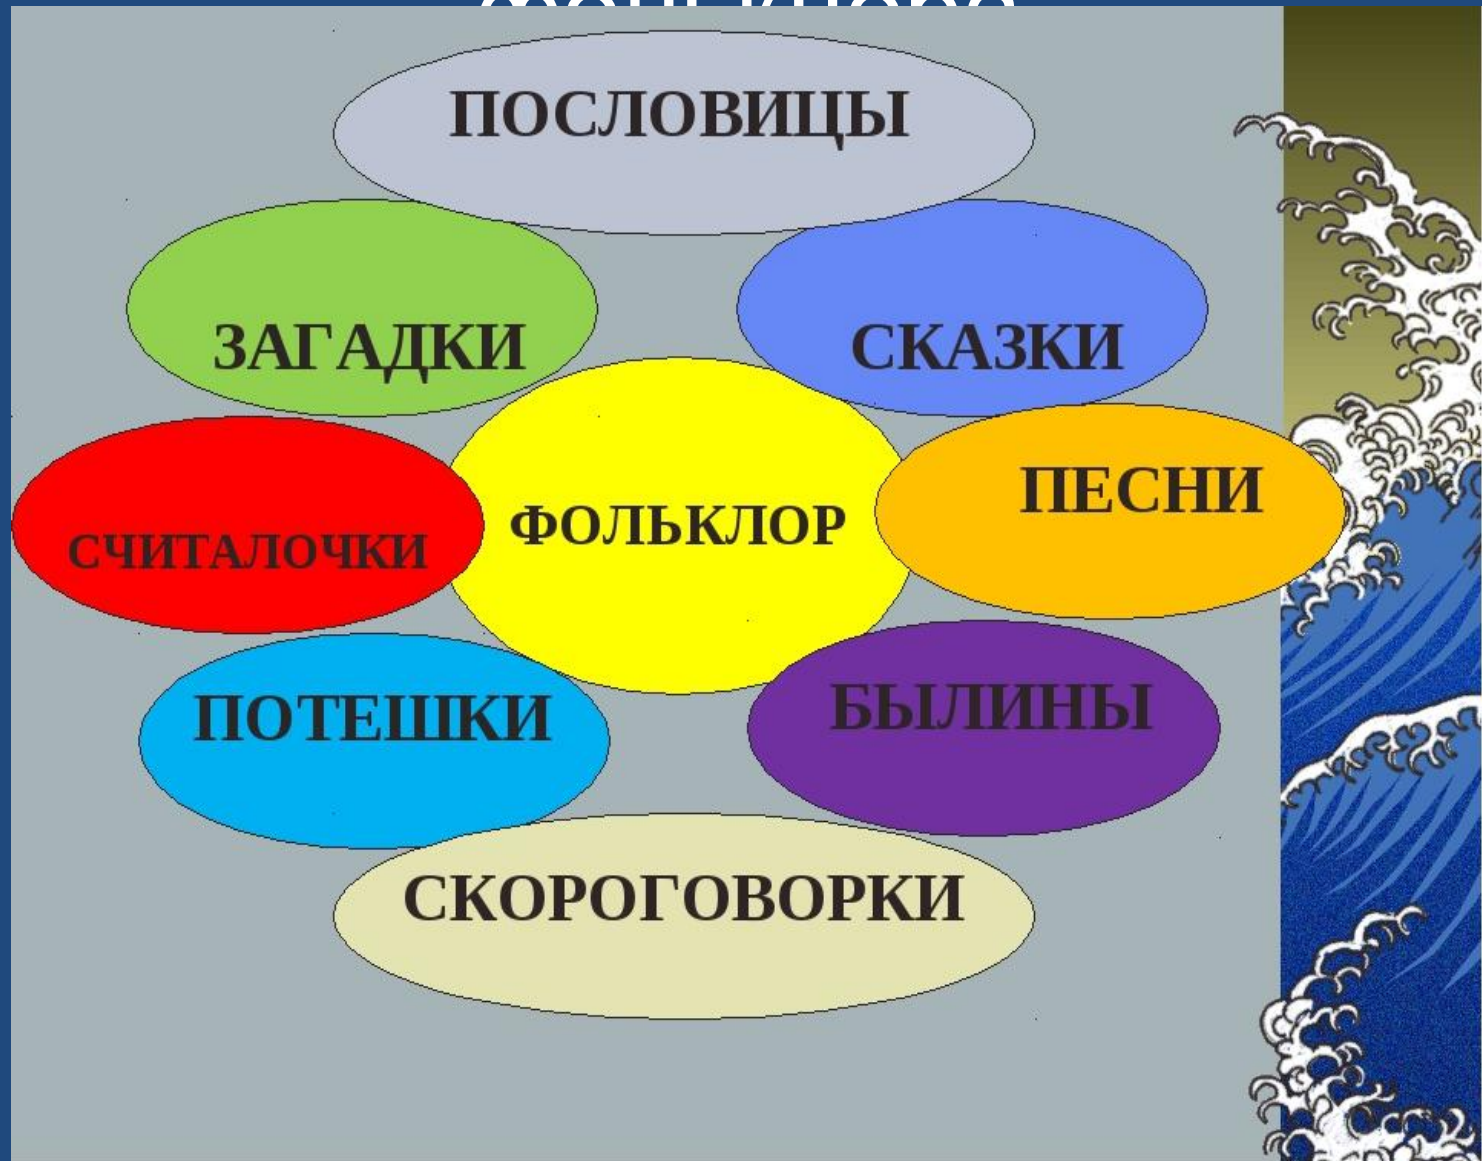 ПОСЛОВИЦЫ
ЗАГАДКИ
СКАЗКИ
ПЕСНИ
ФОЛЬКЛОР
СЧИТАЛОЧКИ
ПОТЕШКИ
БЫЛИНЫ
СКОРОГОВОРКИ